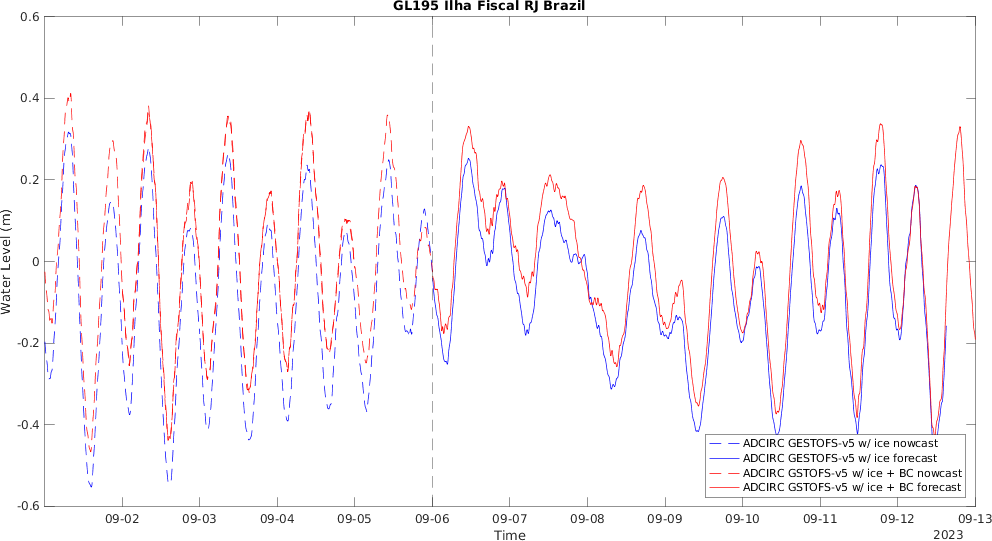 GL195 Ilha Fiscal RJ Brazil
0.6
0.4
0.2
0
-0.2
-0.4
-0.6
Water Level (m)
ADCIRC GESTOFS-v5 w/ ice nowcast
ADCIRC GESTOFS-v5 w/ ice forecast
ADCIRC GSTOFS-v5 w/ ice + BC nowcast
ADCIRC GSTOFS-v5 w/ ice + BC forecast
09-02 09-03 09-04 09-05 09-06 09-07 09-08 09-09 09-10 09-11 09-12 09-13
Time
2023